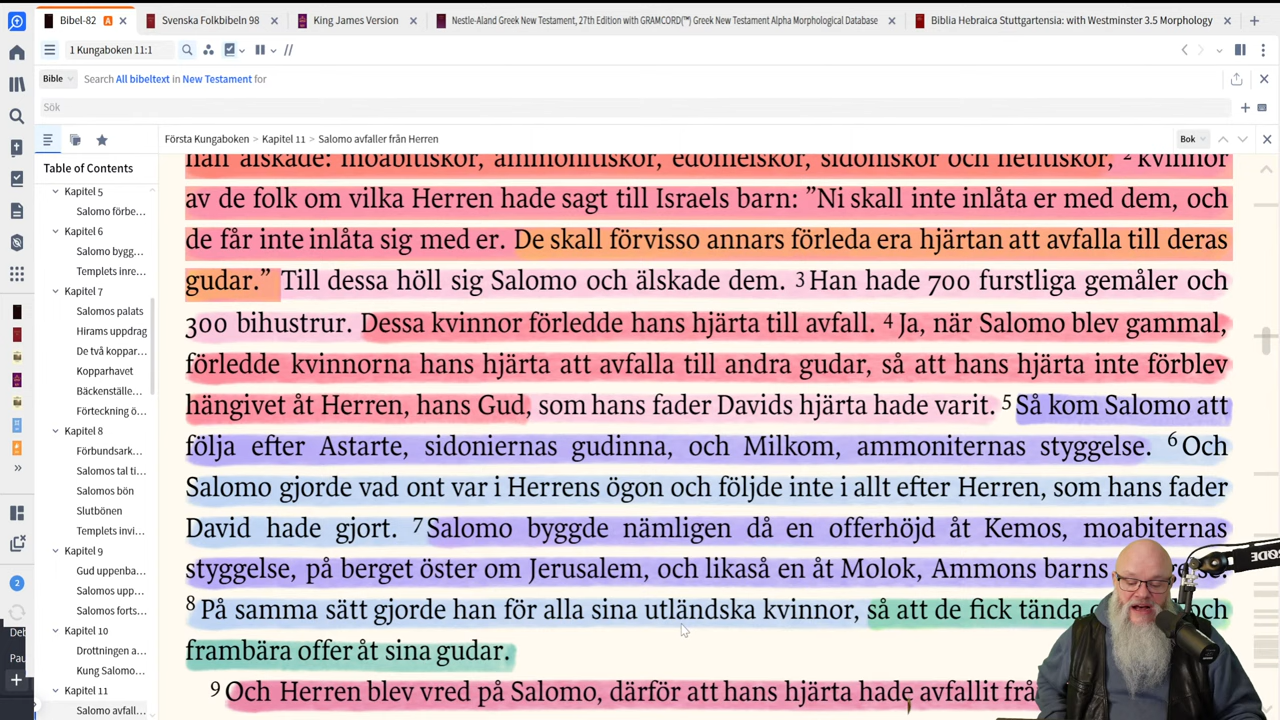 Bibel-82
Svenska Folkbibeln 98
King James Version
Nestle-Aland Greek New Testament, 27th Edition with GRAMCORD(™) Greek New Testament Alpha Morphological Database
Biblia Hebraica Stuttgartensia: with Westminster 3.5 Morphology
1 Kungaboken 11:1
Bible
Search All bibeltext in New Testament for
Sök
Första Kungaboken > Kapitel 11 > Salomo avfaller från Herren
Bok
Table of Contents
Kapitel 5
Salomo förbe...
Kapitel 6
Salomo bygg...
Templets inre...
Kapitel 7
Salomos palats
Hirams uppdrag
De två koppar...
Kopparhavet
Bäckenställe...
Förteckning ö...
Kapitel 8
Förbundsark...
Salomos tal ti...
Salomos bön
Slutbönen
Templets invi...
Kapitel 9
Gud uppenba...
Salomos upp...
Salomos forts...
Kapitel 10
Drottningen a...
Kung Salomo...
Kapitel 11
Salomo avfall...
2
han älskade: moabitiskor, ammonitiskor, edomeiskor, sidoniskor och hetitiskor, 2 kvinnor
av de folk om vilka Herren hade sagt till Israels barn: ”Ni skall inte inlåta er med dem, och
de får inte inlåta sig med er. De skall förvisso annars förleda era hjärtan att avfalla till deras
gudar.” Till dessa höll sig Salomo och älskade dem. 3 Han hade 700 furstliga gemåler och
300 bihustrur. Dessa kvinnor förledde hans hjärta till avfall. 4 Ja, när Salomo blev gammal,
förledde kvinnorna hans hjärta att avfalla till andra gudar, så att hans hjärta inte förblev
hängivet åt Herren, hans Gud, som hans fader Davids hjärta hade varit. 5 Så kom Salomo att
följa efter Astarte, sidoniernas gudinna, och Milkom, ammoniternas styggelse. 6 Och
Salomo gjorde vad ont var i Herrens ögon och följde inte i allt efter Herren, som hans fader
David hade gjort. 7 Salomo byggde nämligen då en offerhöjd åt Kemos, moabiternas
styggelse, på berget öster om Jerusalem, och likaså en åt Molok, Ammons barns
8 På samma sätt gjorde han för alla sina utländska kvinnor, så att de fick tända och
frambära offer åt sina gudar.
9 Och Herren blev vred på Salomo, därför att hans hjärta hade avfallit